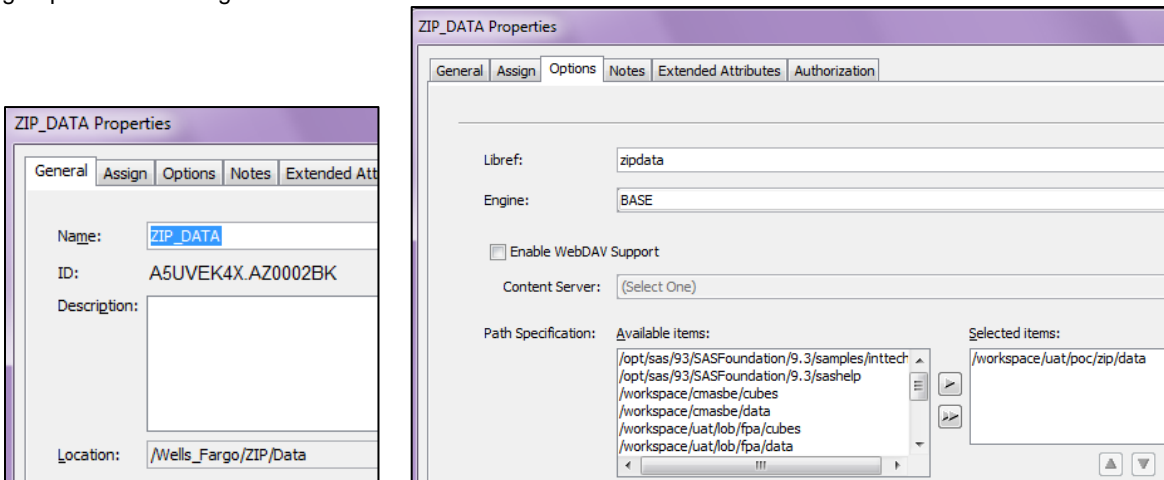 ZIP_DATA Properties
General Assign Options Notes Extended Att
Name: ZIP_DATA
ID: A5UVEK4X.AZ0002BK
Description:
Location: /Wells_Fargo/ZIP/Data
ZIP_DATA Properties
General Assign Options Notes Extended Attributes Authorization
Libref: zipdata
Engine: BASE
Enable WebDAV Support
Content Server: (Select One)
Path Specification: Available items: Selected items:
/opt/sas/93/SASFoundation/9.3/samples/inttech /workspace/uat/poc/zip/data
/opt/sas/93/SASFoundation/9.3/sashelp
/workspace/cmasbe/cubes
/workspace/cmasbe/data
/workspace/uat/lob/fpa/cubes
/workspace/uat/lob/fpa/data